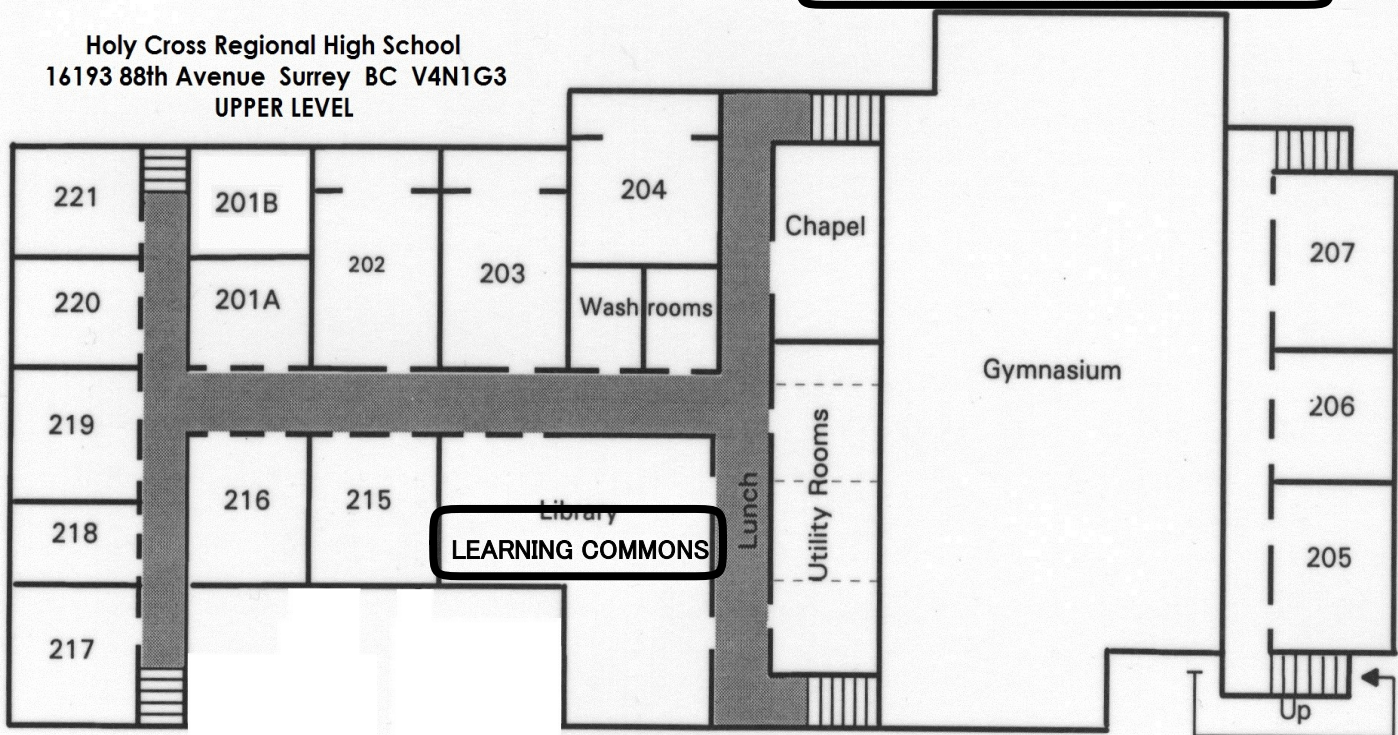 Holy Cross Regional High School
16193 88th Avenue Surrey BC V4N1G3
UPPER LEVEL
221
201B
204
Chapel
207
220
201A
202
203
Wash rooms
Gymnasium
206
219
216
215
Library
LEARNING COMMONS
Lunch
Utility Rooms
218
205
217
Up